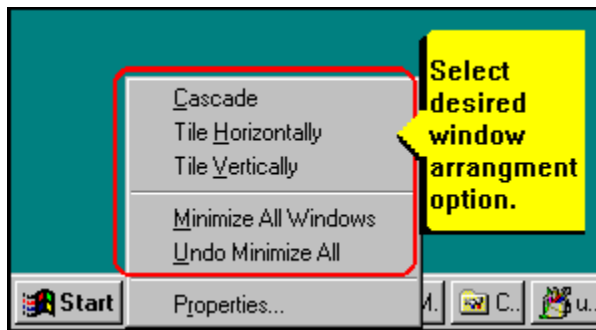 Cascade
Tile Horizontally
Tile Vertically
Minimize All Windows
Undo Minimize All
Properties...
Select
desired
window
arrangment
option.
Start
M.
C..
u..